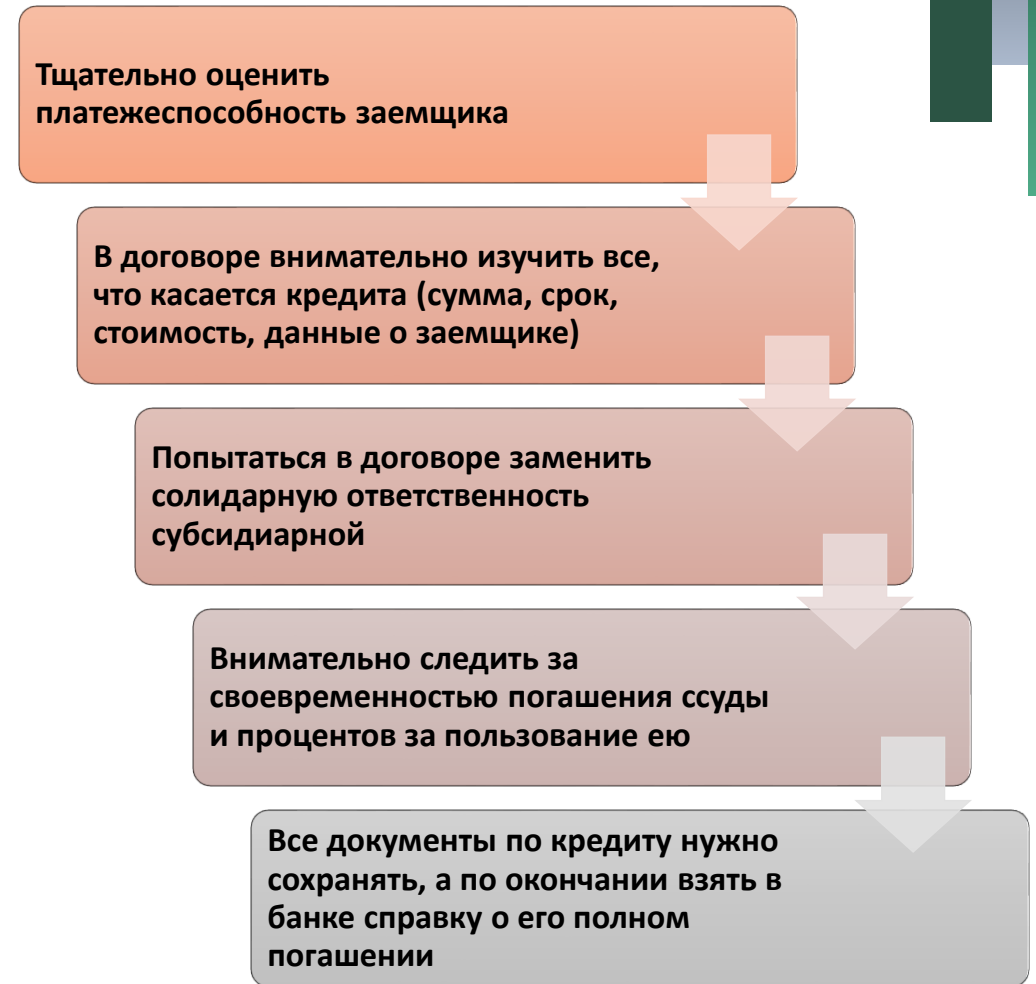 Тщательно оценить
платежеспособность заемщика
В договоре внимательно изучить все,
что касается кредита (сумма, срок,
стоимость, данные о заемщике)
Попытаться в договоре заменить
солидарную ответственность
субсидиарной
Внимательно следить за
своевременностью погашения ссуды
и процентов за пользование ею
Все документы по кредиту нужно
сохранять, а по окончании взять в
банке справку о его полном
погашении